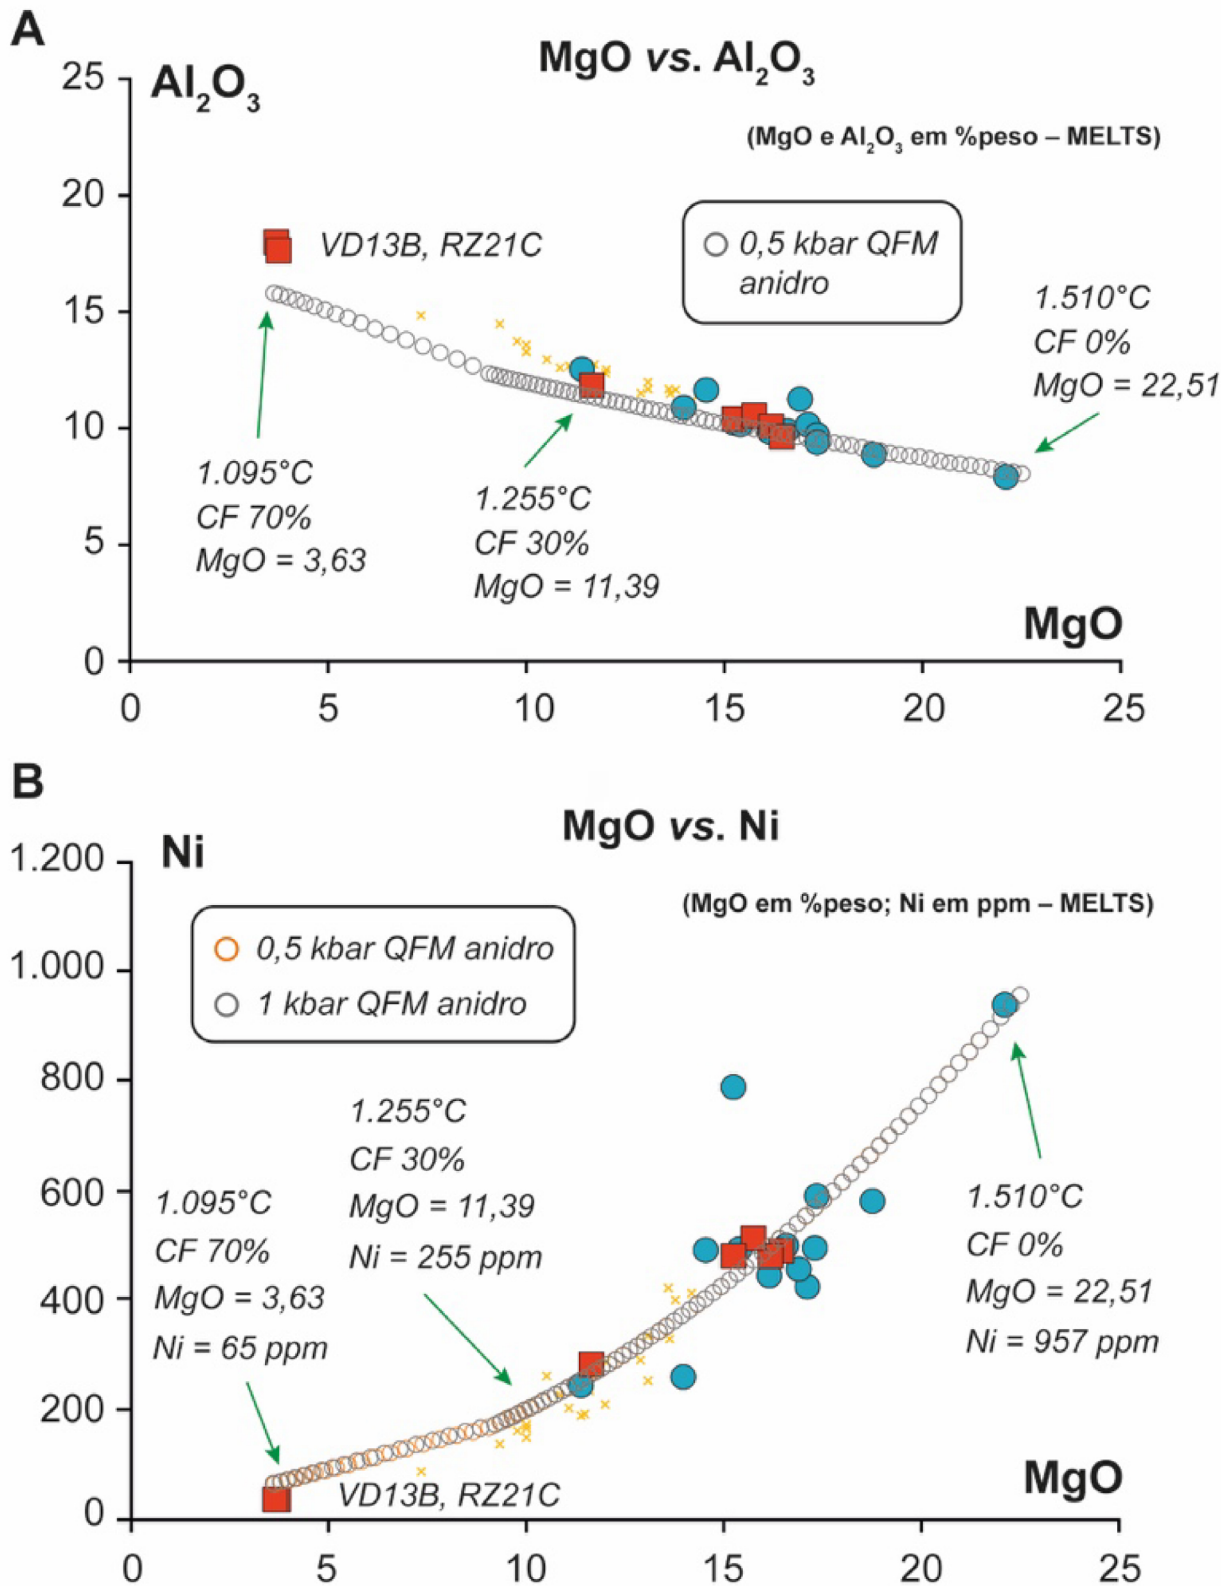 A
MgO vs. Al₂O₃
Al₂O₃
(MgO e Al₂O₃ em %peso – MELTS)
25
20
15
10
5
0
VD13B, RZ21C
0,5 kbar QFM
anidro
1.510°C
CF 0%
MgO = 22,51
1.095°C
CF 70%
MgO = 3,63
1.255°C
CF 30%
MgO = 11,39
MgO
0 5 10 15 20 25
B
MgO vs. Ni
Ni
(MgO em %peso; Ni em ppm – MELTS)
1.200
1.000
800
600
400
200
0
0,5 kbar QFM anidro
1 kbar QFM anidro
1.255°C
CF 30%
MgO = 11,39
Ni = 255 ppm
1.095°C
CF 70%
MgO = 3,63
Ni = 65 ppm
1.510°C
CF 0%
MgO = 22,51
Ni = 957 ppm
VD13B, RZ21C
MgO
0 5 10 15 20 25